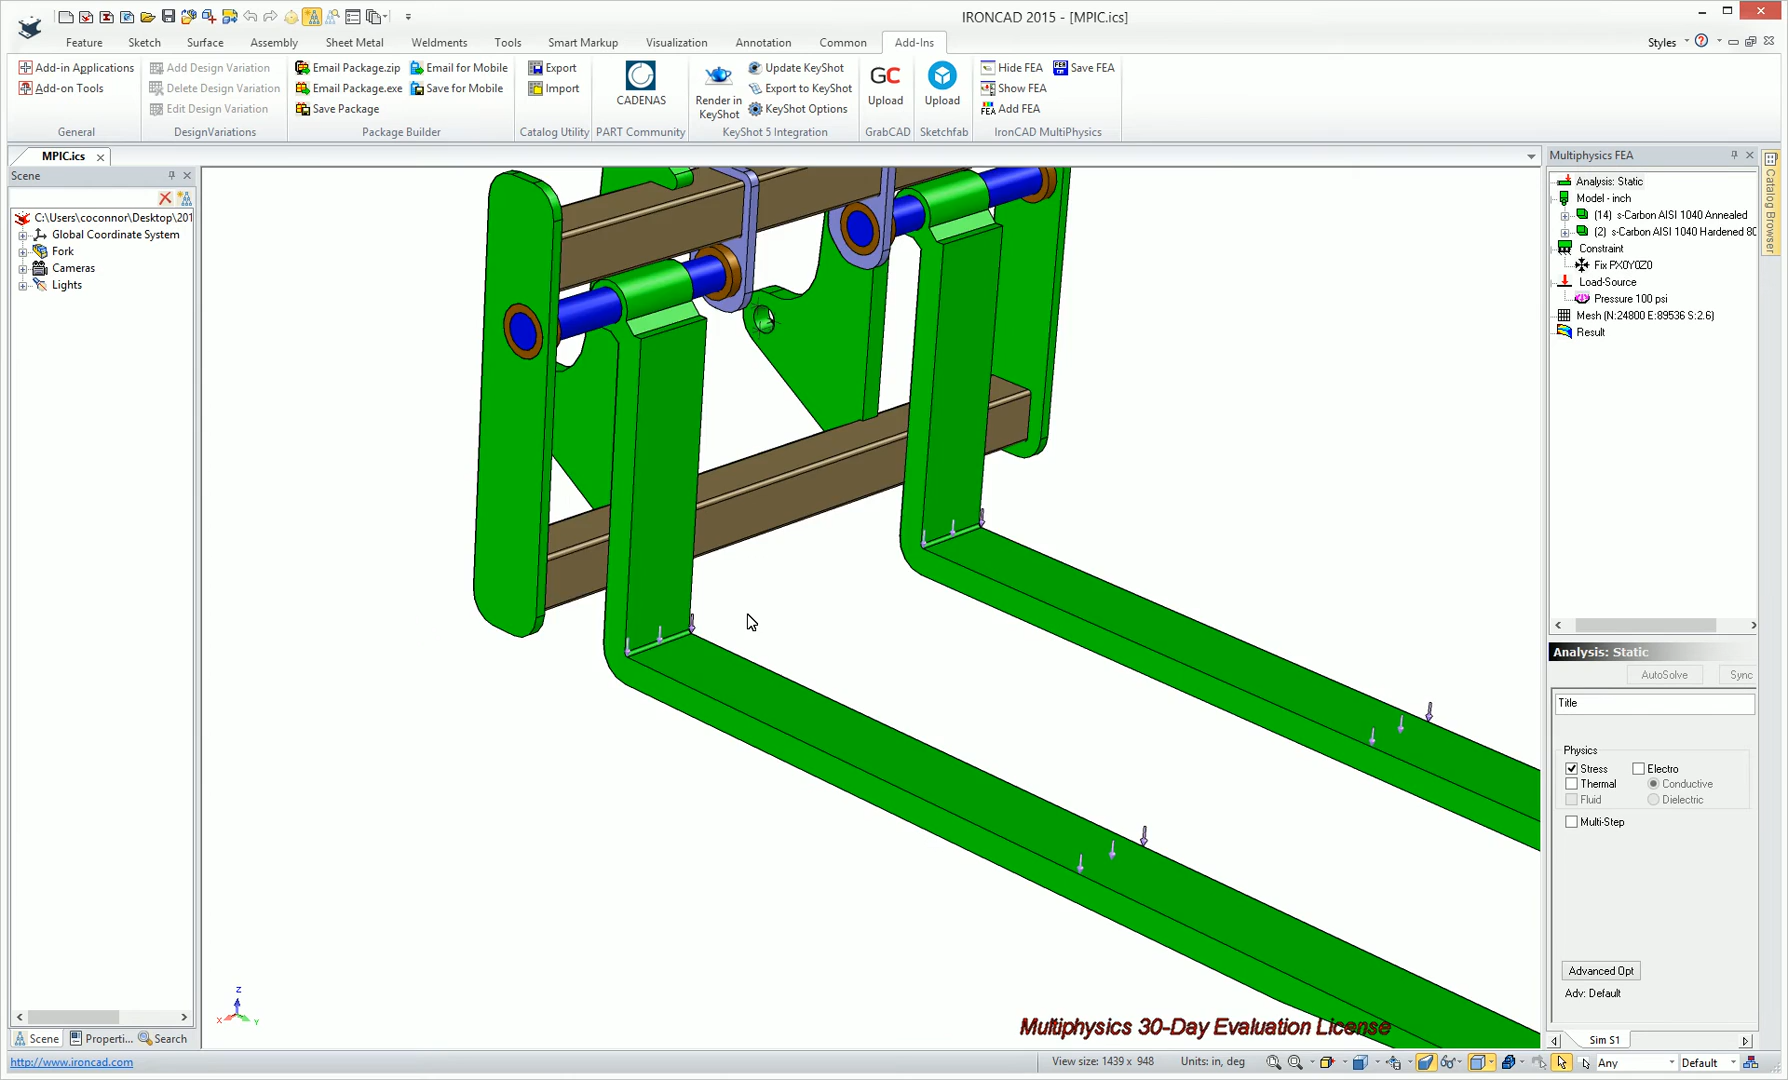 IRONCAD 2015 - [MPIC.ics]
Feature Sketch Surface Assembly Sheet Metal Weldments Tools Smart Markup Visualization Annotation Common Add-Ins Styles
Add-in Applications
Add-on Tools
General
Add Design Variation
Delete Design Variation
Edit Design Variation
DesignVariations
Email Package.zip Email for Mobile
Email Package.exe Save for Mobile
Save Package
Package Builder
Export
Import
Catalog Utility
CADENAS
PART Community
Render in
KeyShot
Update KeyShot
Export to KeyShot
KeyShot Options
KeyShot 5 Integration
GC
Upload
GrabCAD
Upload
Sketchfab
Hide FEA Save FEA
Show FEA
FEA Add FEA
IronCAD MultiPhysics
MPIC.ics
Scene
C:\Users\coconnor\Desktop\201
Global Coordinate System
Fork
Cameras
Lights
Z
X
Y
Multiphysics 30-Day Evaluation License
Multiphysics FEA
Analysis: Static
Model - inch
(14) s-Carbon AISI 1040 Annealed
(2) s-Carbon AISI 1040 Hardened 80
Constraint
Fix PX0Y0Z0
Load-Source
Pressure 100 psi
Mesh (N:24800 E:89536 S:2.6)
Result
Catalog Browser
Analysis: Static
AutoSolve Sync
Title
Physics
Stress Electro
Thermal Conductive
Fluid Dielectric
Multi-Step
Advanced Opt
Adv: Default
Sim S1
Scene Properti... Search
http://www.ironcad.com
View size: 1439 x 948 Units: in, deg Any Default